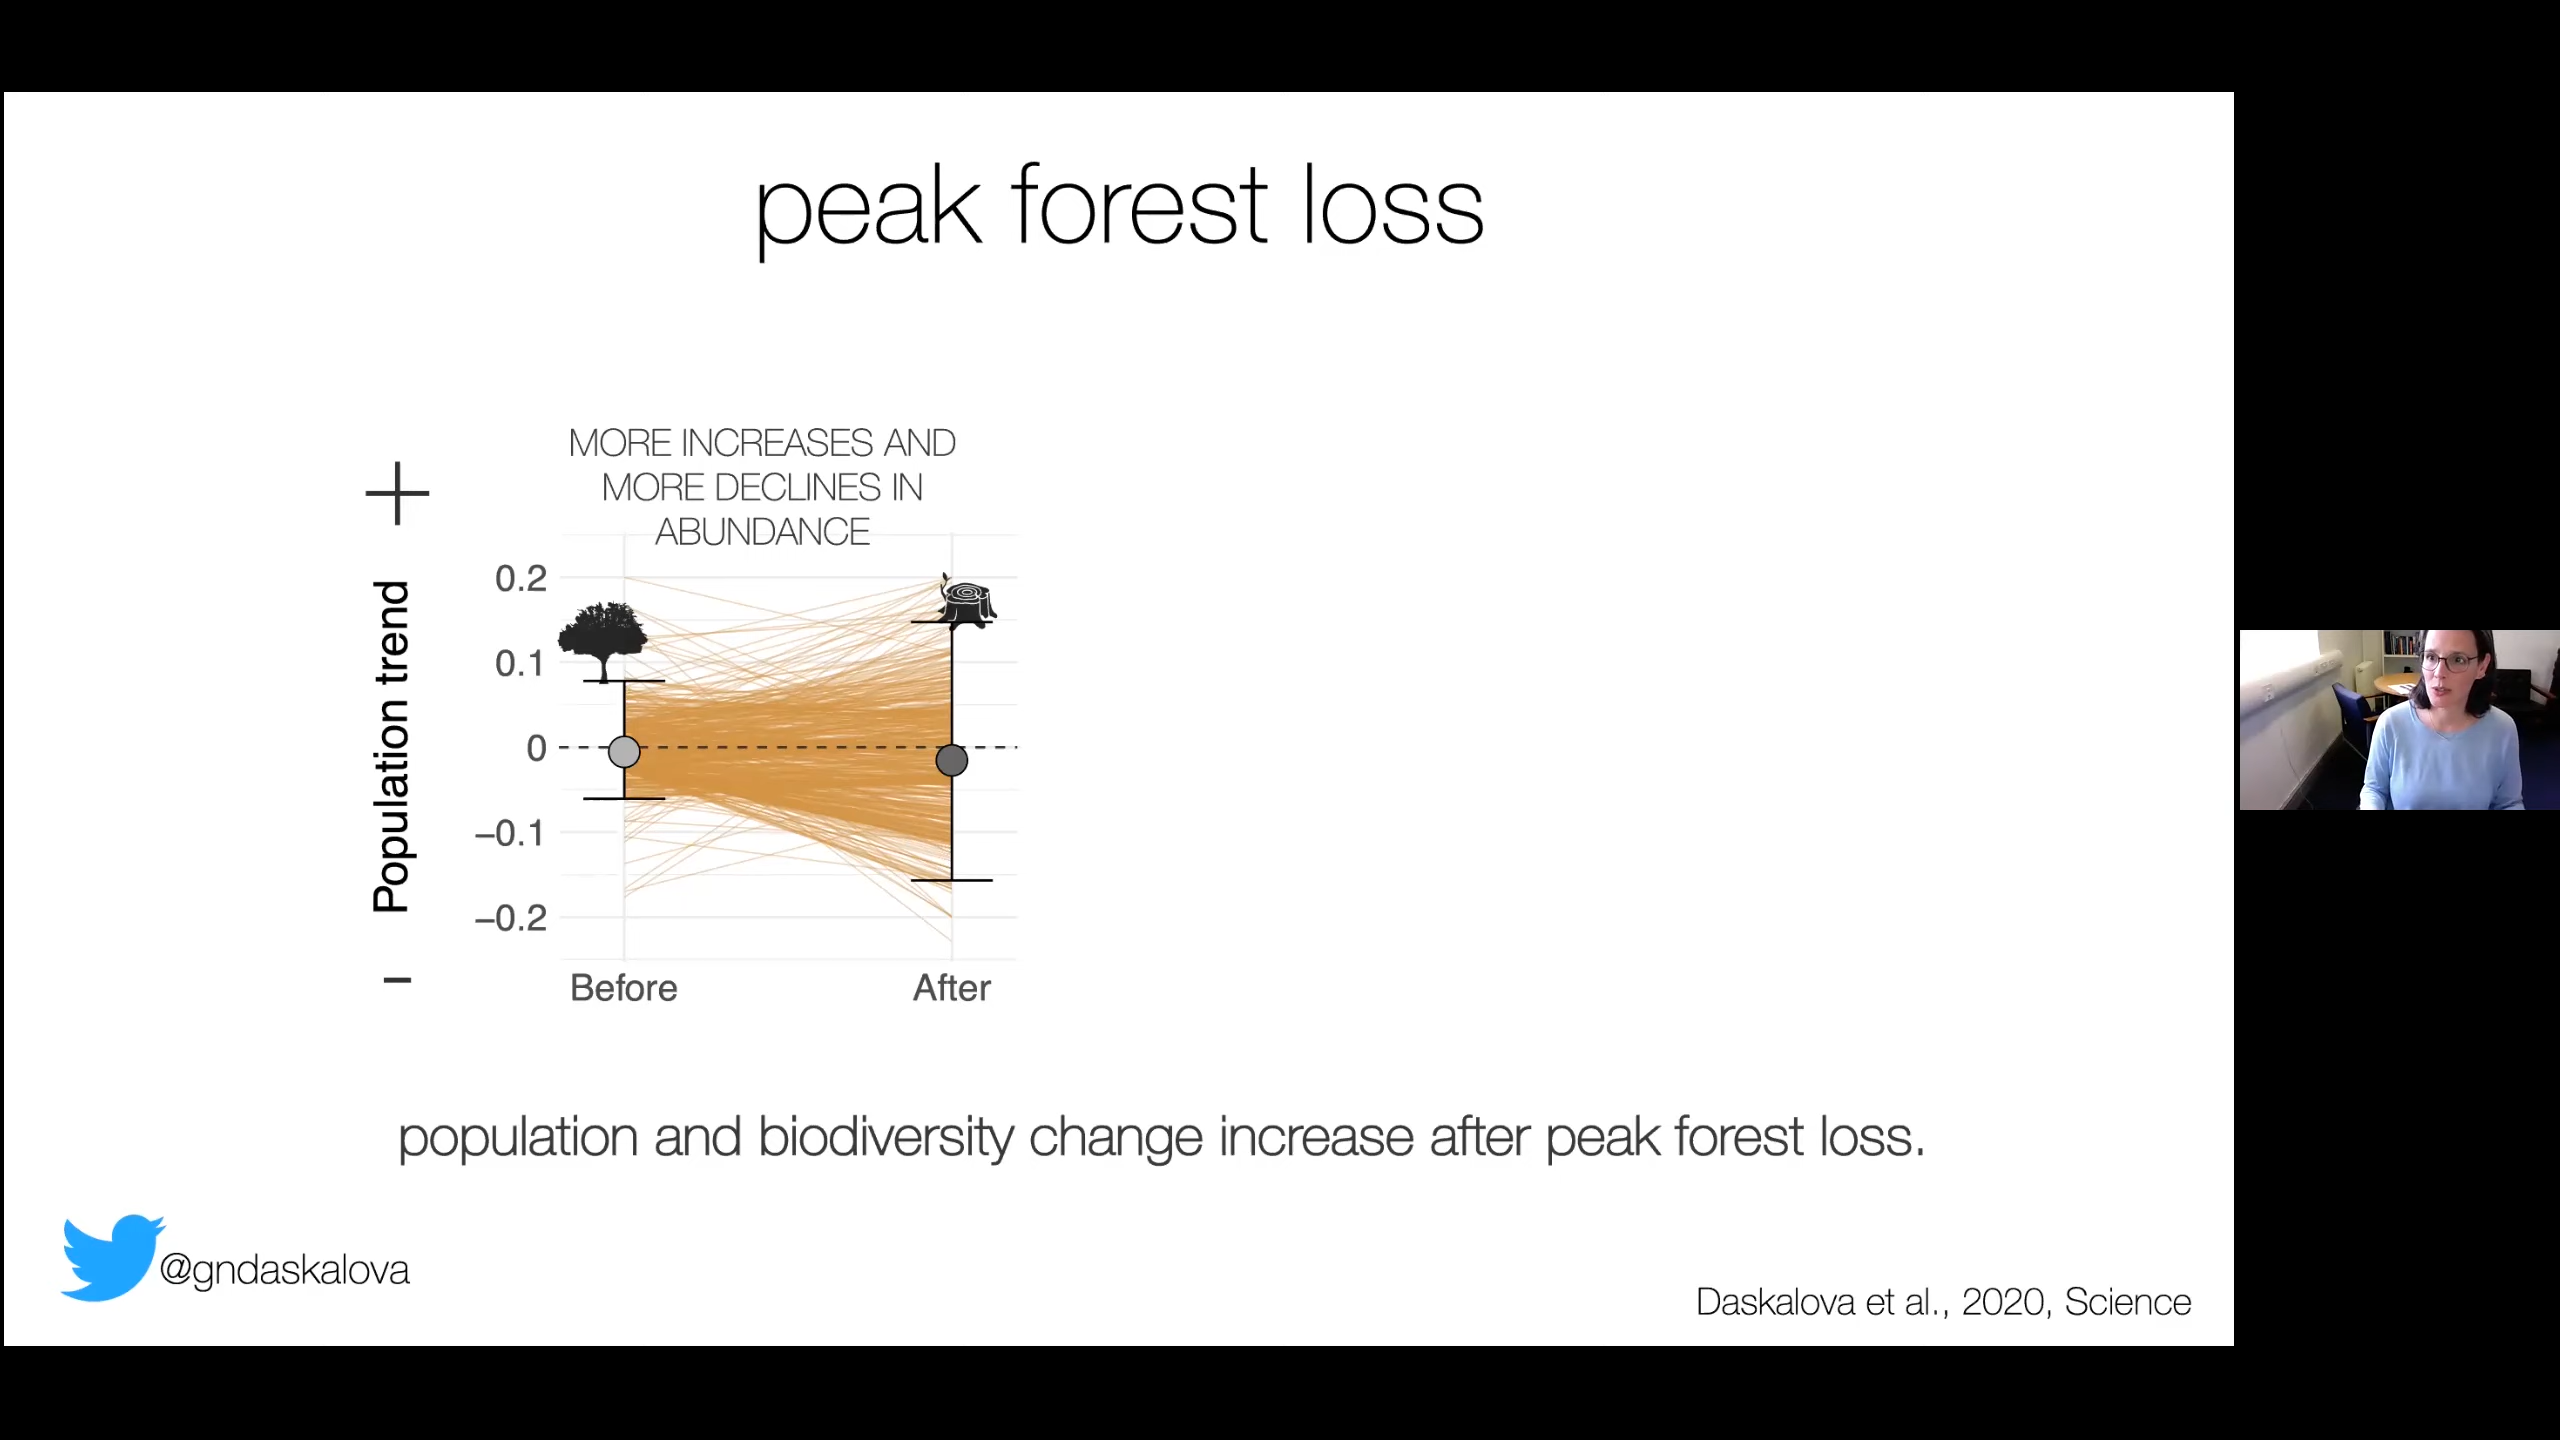 peak forest loss
MORE INCREASES AND
MORE DECLINES IN
ABUNDANCE
+
Population trend
-
0.2
0.1
0
−0.1
−0.2
Before
After
population and biodiversity change increase after peak forest loss.
@gndaskalova
Daskalova et al., 2020, Science